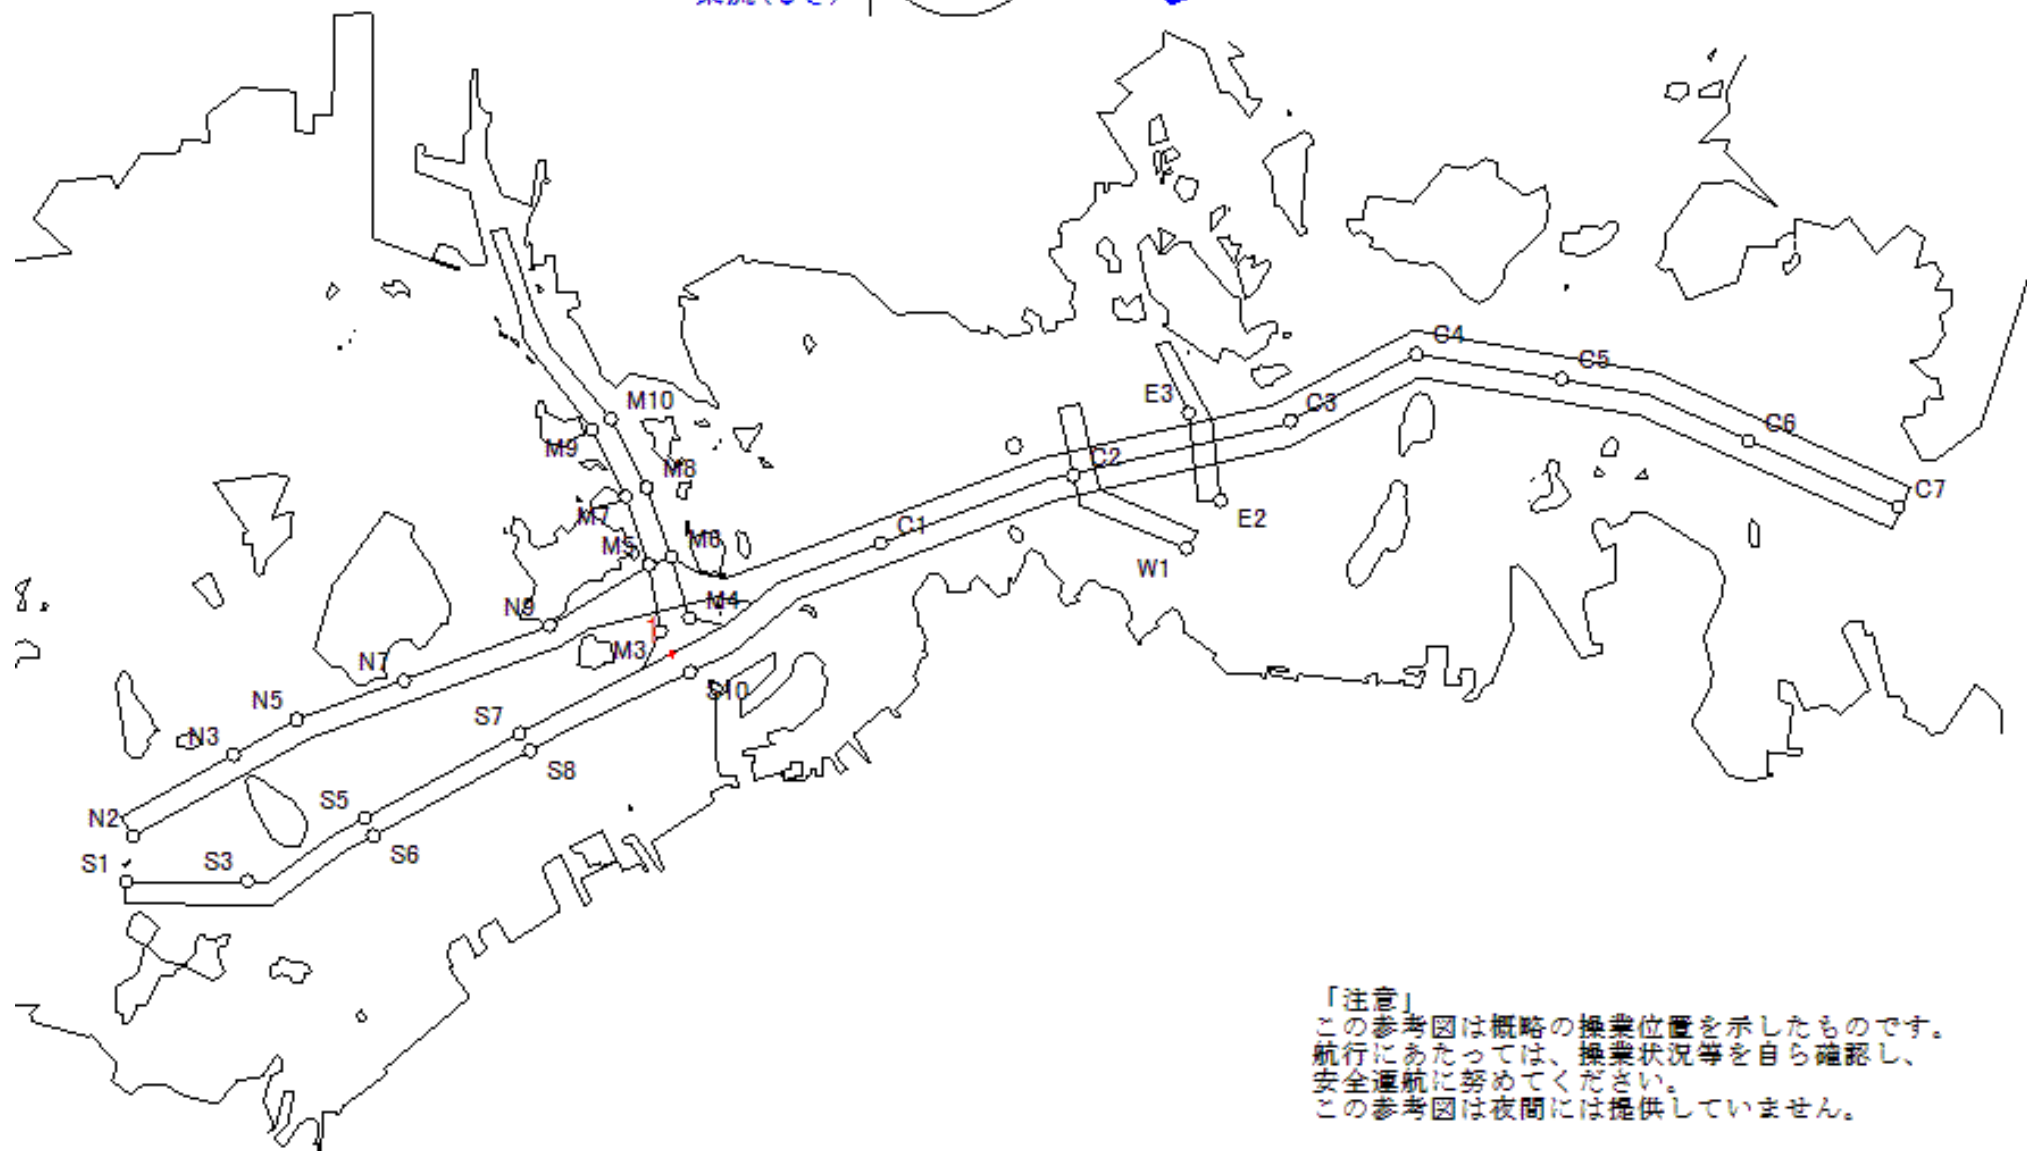 C4
C5
M10
E3
C3
C6
M9
C2
M8
C7
M7
E2
C1
M5
M6
W1
N9
M4
M3
N7
S10
N5
S7
N3
S8
S5
N2
S6
S1
S3
「注意」
この参考図は概略の操業位置を示したものです。
航行にあたっては、操業状況等を自ら確認し、
安全運航に努めてください。
この参考図は夜間には提供していません。